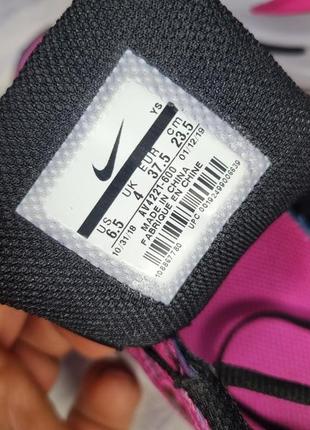 YS
US 6.5
UK 4
EUR 37.5
cm 23.5
10/31/18
AV4221-600
01/12/19
MADE IN CHINA
FABRIQUE EN CHINE